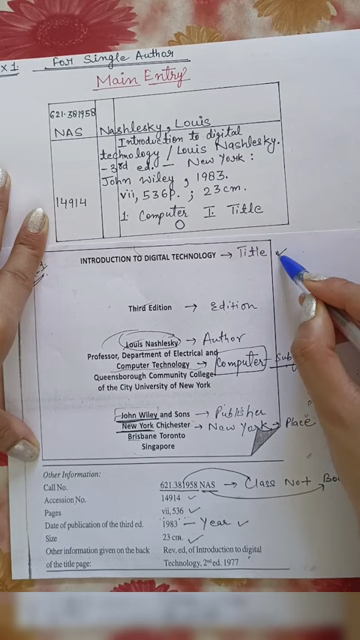 x 1
For Single Author
Main Entry
621.381958
NAS
Nashlesky, Louis
Introduction to digital
technology / Louis Nashlesky.
- 3rd ed. - New York :
John Wiley, 1983.
vii, 536p. ; 23cm.
14914
1. Computer I. Title
INTRODUCTION TO DIGITAL TECHNOLOGY → Title ✓
Third Edition → Edition
Louis Nashlesky → Author
Professor, Department of Electrical and
Computer Technology → Computer - Sub
Queensborough Community College
of the City University of New York
John Wiley and Sons → Publisher
New York Chichester → New York → Place
Brisbane Toronto
Singapore
Other Information:
Call No. 621.381958 NAS → Class No + Boo
Accession No. 14914 ✓
Pages vii, 536 ✓
Date of publication of the third ed. 1983 - Year ✓
Size 23 cm. ✓
Other information given on the back Rev, ed, of Introduction to digital
of the title page: Technology, 2nd ed. 1977